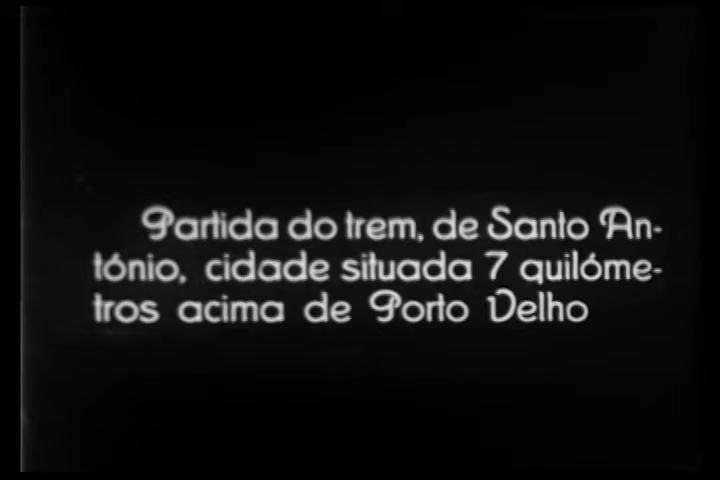 Partida do trem, de Santo An-
tónio, cidade situada 7 quilóme-
tros acima de Porto Velho